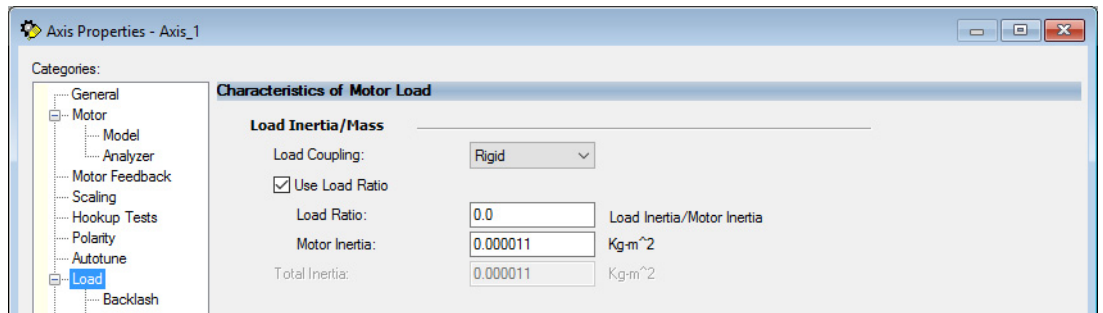 Axis Properties - Axis_1
Categories:
General
Motor
Model
Analyzer
Motor Feedback
Scaling
Hookup Tests
Polarity
Autotune
Load
Backlash
Characteristics of Motor Load
Load Inertia/Mass
Load Coupling: Rigid
Use Load Ratio
Load Ratio: 0.0 Load Inertia/Motor Inertia
Motor Inertia: 0.000011 Kg-m^2
Total Inertia: 0.000011 Kg-m^2